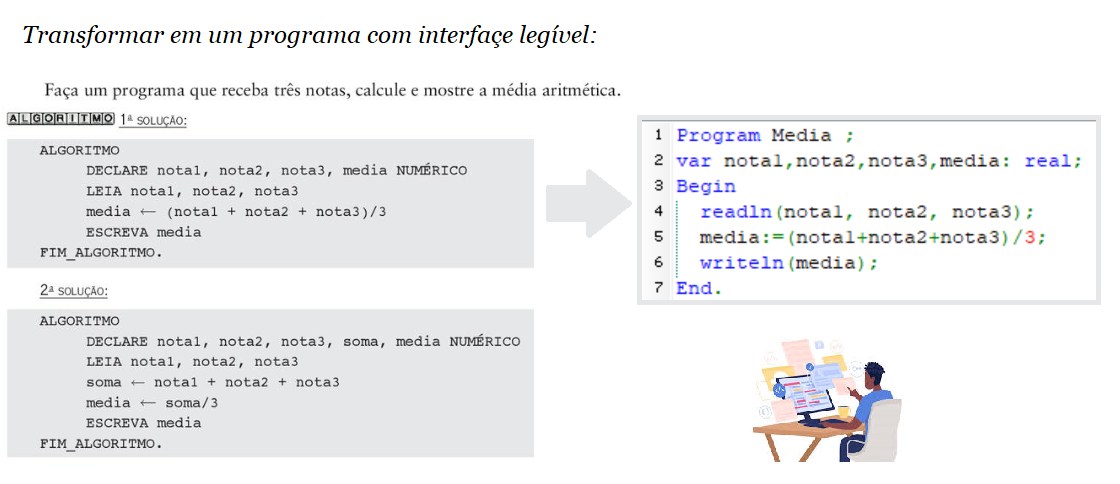 Transformar em um programa com interfaçe legível:
Faça um programa que receba três notas, calcule e mostre a média aritmética.
ALGORITMO 1ª SOLUÇÃO:
ALGORITMO
DECLARE nota1, nota2, nota3, media NUMÉRICO
LEIA nota1, nota2, nota3
media ← (nota1 + nota2 + nota3)/3
ESCREVA media
FIM_ALGORITMO.
2ª SOLUÇÃO:
ALGORITMO
DECLARE nota1, nota2, nota3, soma, media NUMÉRICO
LEIA nota1, nota2, nota3
soma ← nota1 + nota2 + nota3
media ← soma/3
ESCREVA media
FIM_ALGORITMO.
1 Program Media ;
2 var nota1,nota2,nota3,media: real;
3 Begin
4 readln(nota1, nota2, nota3);
5 media:=(nota1+nota2+nota3)/3;
6 writeln(media);
7 End.